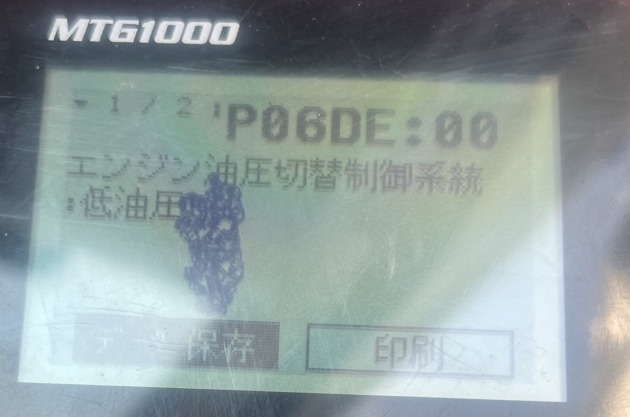 MTG1000
▼1/2:P06DE:00
エンジン油圧切替制御系統
:低油圧
保存
印刷